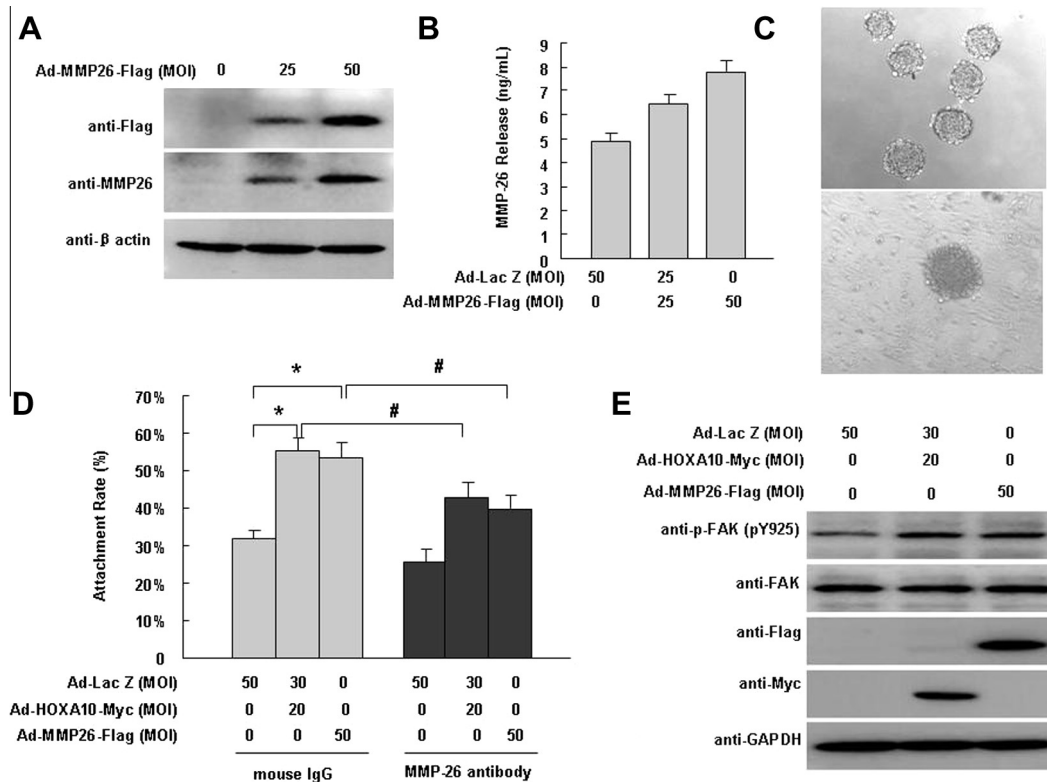 A
Ad-MMP26-Flag (MOI) 0 25 50
anti-Flag
anti-MMP26
anti-β actin
B
MMP-26 Release (ng/mL)
9
8
7
6
5
4
3
2
1
0
Ad-Lac Z (MOI) 50 25 0
Ad-MMP26-Flag (MOI) 0 25 50
C
D
Attachment Rate (%)
70%
60%
50%
40%
30%
20%
10%
0
* * # #
Ad-Lac Z (MOI) 50 30 0 50 30 0
Ad-HOXA10-Myc(MOI) 0 20 0 0 20 0
Ad-MMP26-Flag (MOI) 0 0 50 0 0 50
mouse IgG MMP-26 antibody
E
Ad-Lac Z (MOI) 50 30 0
Ad-HOXA10-Myc (MOI) 0 20 0
Ad-MMP26-Flag (MOI) 0 0 50
anti-p-FAK (pY925)
anti-FAK
anti-Flag
anti-Myc
anti-GAPDH